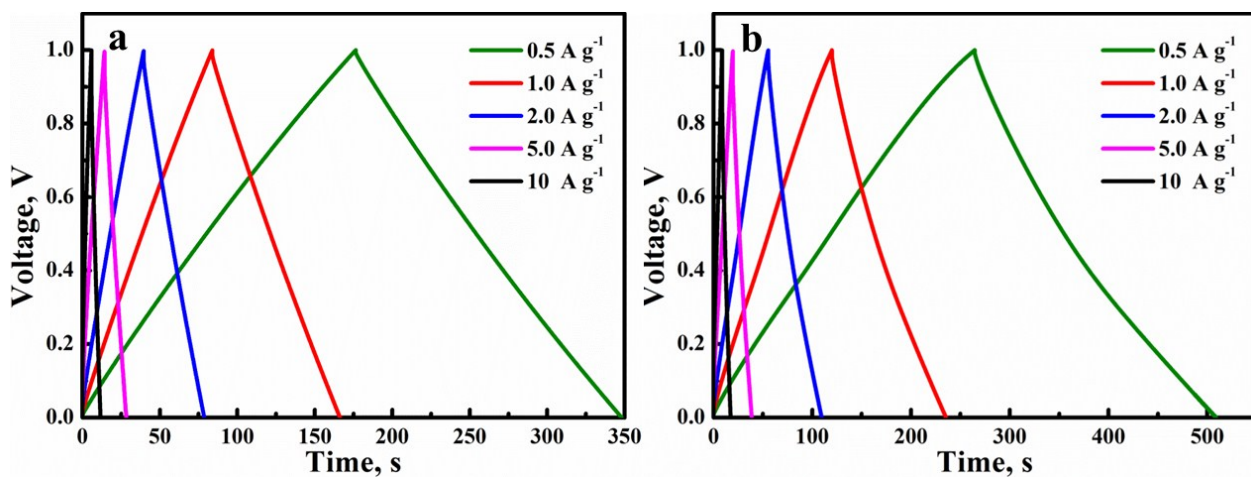 a
0.5 A g⁻¹
1.0 A g⁻¹
2.0 A g⁻¹
5.0 A g⁻¹
10 A g⁻¹
1.0
0.8
0.6
0.4
0.2
0.0
Voltage, V
0 50 100 150 200 250 300 350
Time, s
b
0.5 A g⁻¹
1.0 A g⁻¹
2.0 A g⁻¹
5.0 A g⁻¹
10 A g⁻¹
1.0
0.8
0.6
0.4
0.2
0.0
Voltage, V
0 100 200 300 400 500
Time, s